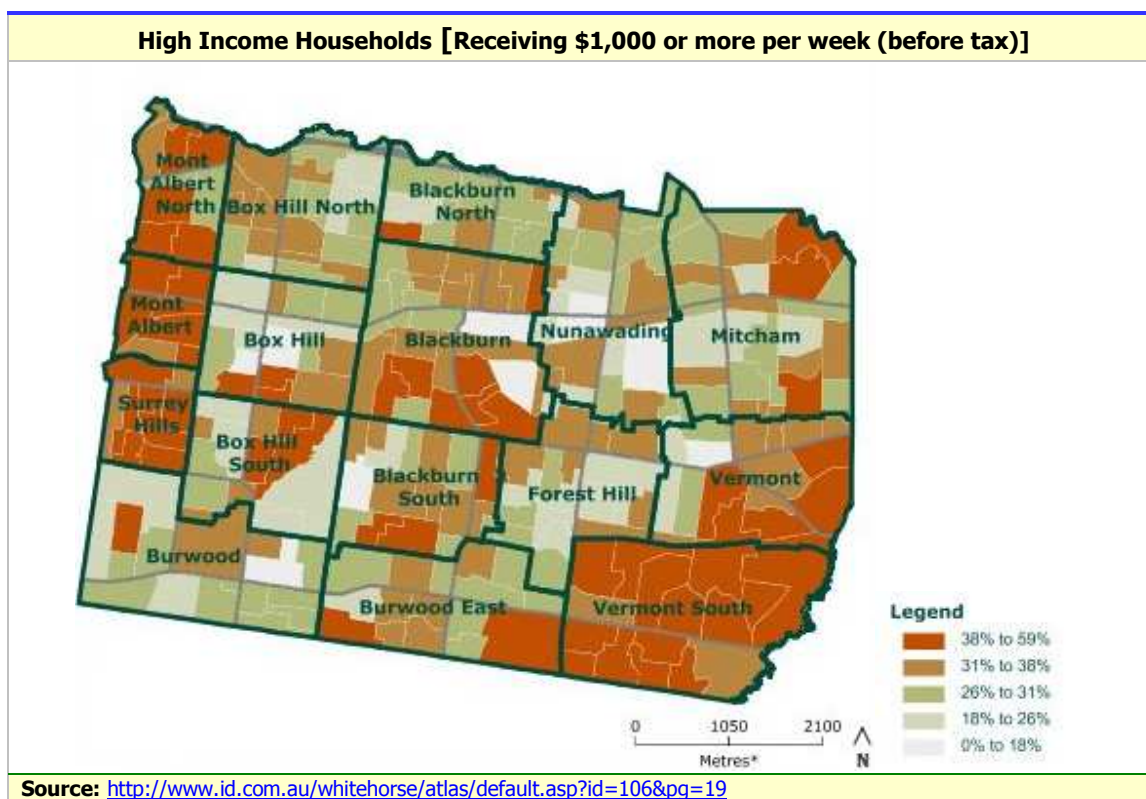 High Income Households [Receiving $1,000 or more per week (before tax)]
Mont
Albert
North
Box Hill North
Blackburn
North
Mont
Albert
Box Hill
Blackburn
Nunawading
Mitcham
Surrey
Hills
Box Hill
South
Blackburn
South
Forest Hill
Vermont
Burwood
Burwood East
Vermont South
Legend
38% to 59%
31% to 38%
26% to 31%
18% to 26%
0% to 18%
0 1050 2100
Metres*
N
Source: http://www.id.com.au/whitehorse/atlas/default.asp?id=106&pg=19